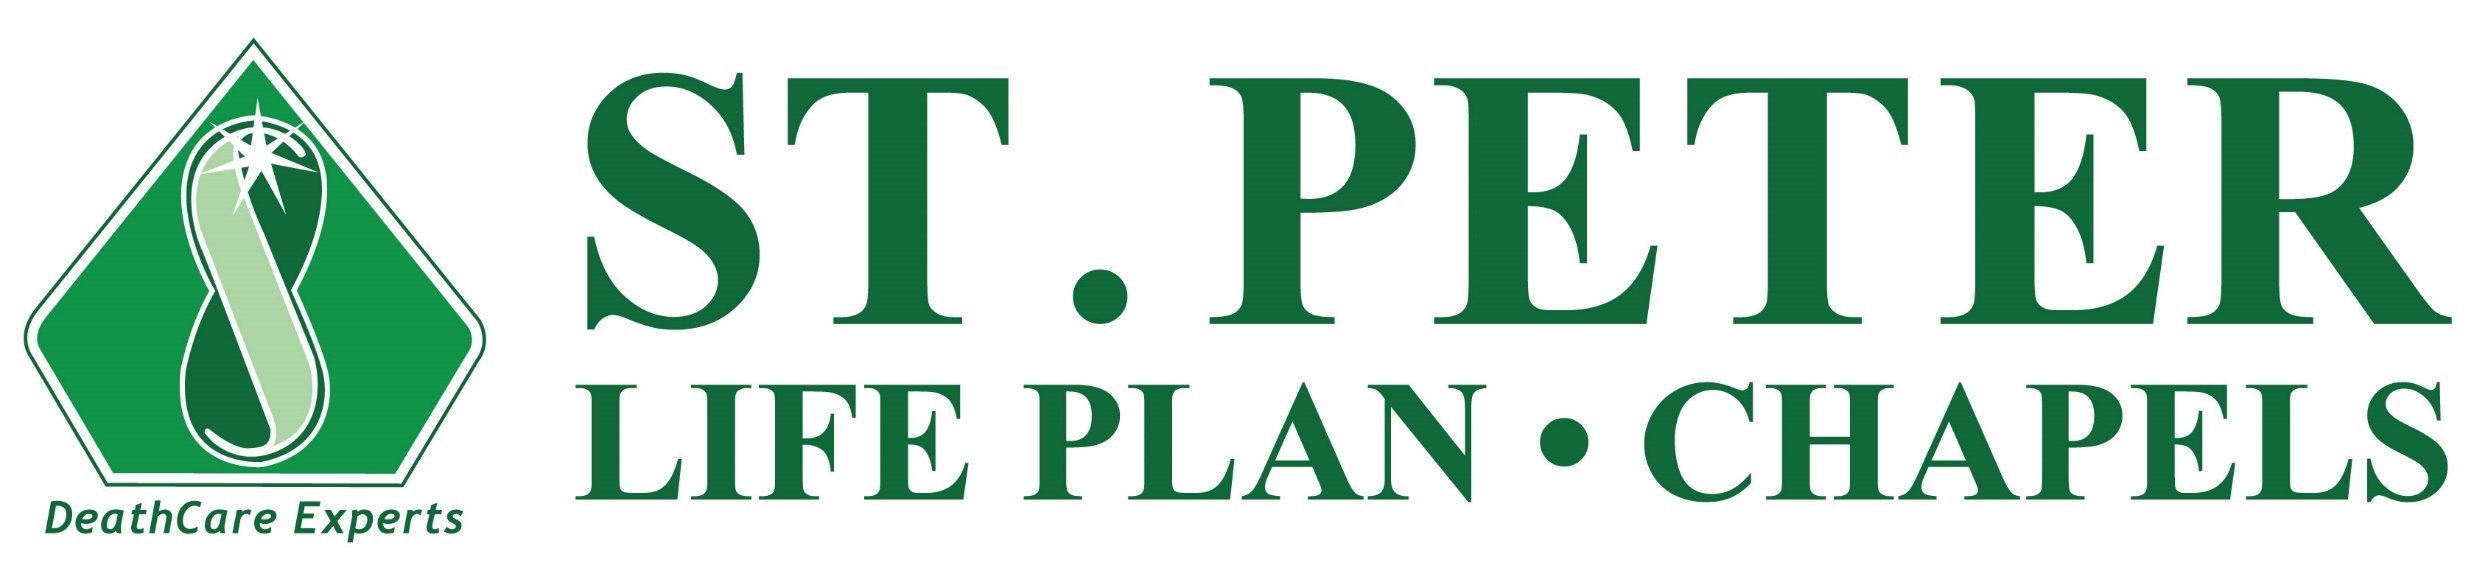 ST. PETER
LIFE PLAN • CHAPELS
DeathCare Experts